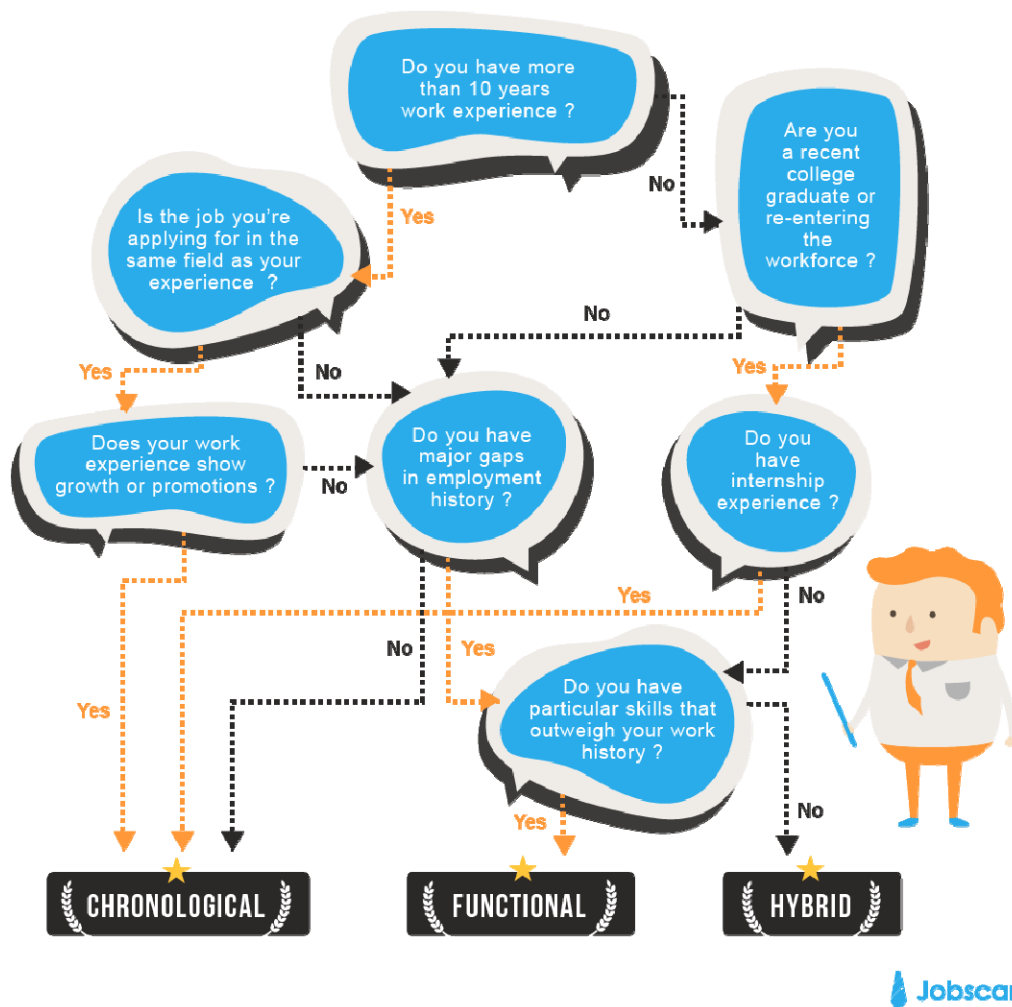 Do you have more
than 10 years
work experience ?
Are you
a recent
college
graduate or
re-entering
the
workforce ?
No
Yes
Is the job you're
applying for in the
same field as your
experience ?
No
Yes
No
Yes
Does your work
experience show
growth or promotions ?
No
Do you have
major gaps
in employment
history ?
Do you
have
internship
experience ?
Yes
No
No
Yes
Yes
Do you have
particular skills that
outweigh your work
history ?
Yes
No
CHRONOLOGICAL
FUNCTIONAL
HYBRID
Jobscan